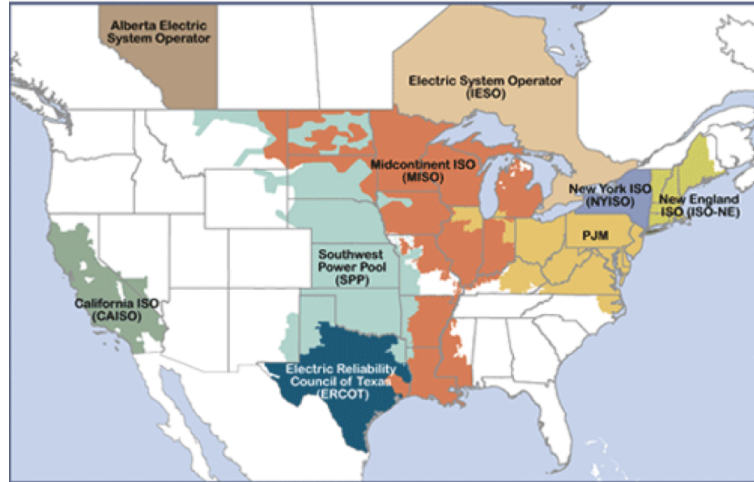 Alberta Electric
System Operator
Electric System Operator
(IESO)
Midcontinent ISO
(MISO)
New York ISO
(NYISO)
New England
ISO (ISO-NE)
PJM
Southwest
Power Pool
(SPP)
California ISO
(CAISO)
Electric Reliability
Council of Texas
(ERCOT)